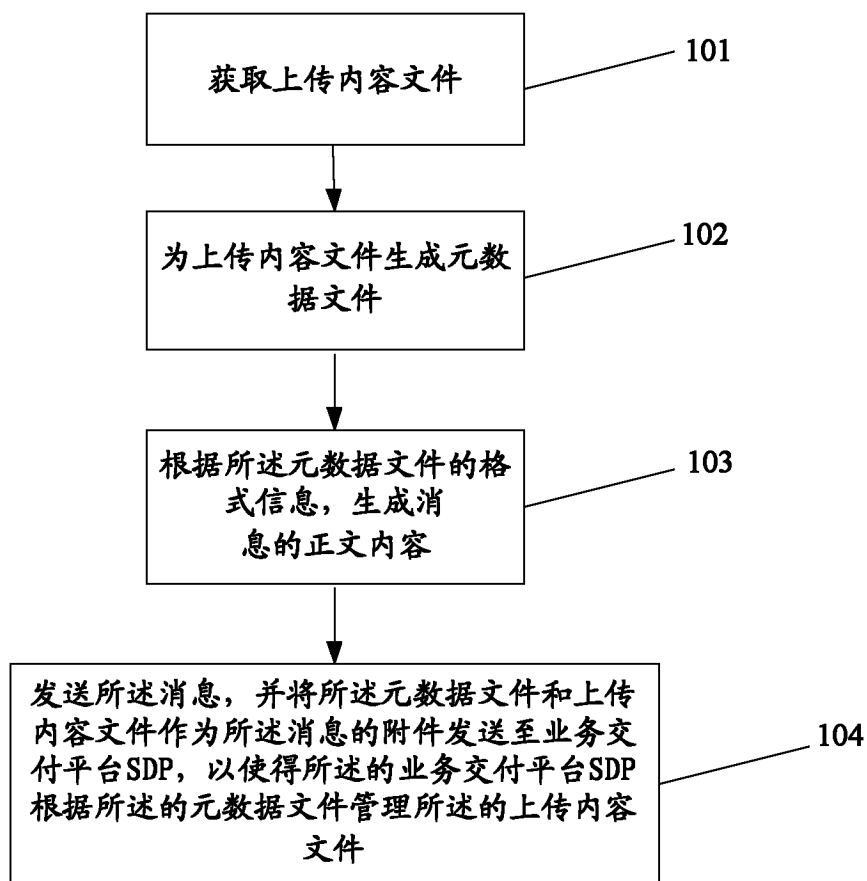 获取上传内容文件
101
为上传内容文件生成元数
据文件
102
根据所述元数据文件的格
式信息，生成消
息的正文内容
103
发送所述消息，并将所述元数据文件和上传
内容文件作为所述消息的附件发送至业务交
付平台SDP，以使得所述的业务交付平台SDP
根据所述的元数据文件管理所述的上传内容
文件
104